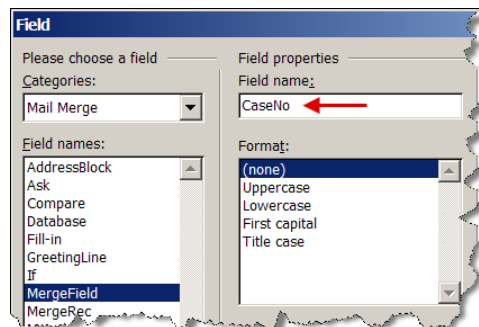 Field
Please choose a field
Categories:
Mail Merge
Field names:
AddressBlock
Ask
Compare
Database
Fill-in
GreetingLine
If
MergeField
MergeRec
Field properties
Field name:
CaseNo
Format:
(none)
Uppercase
Lowercase
First capital
Title case